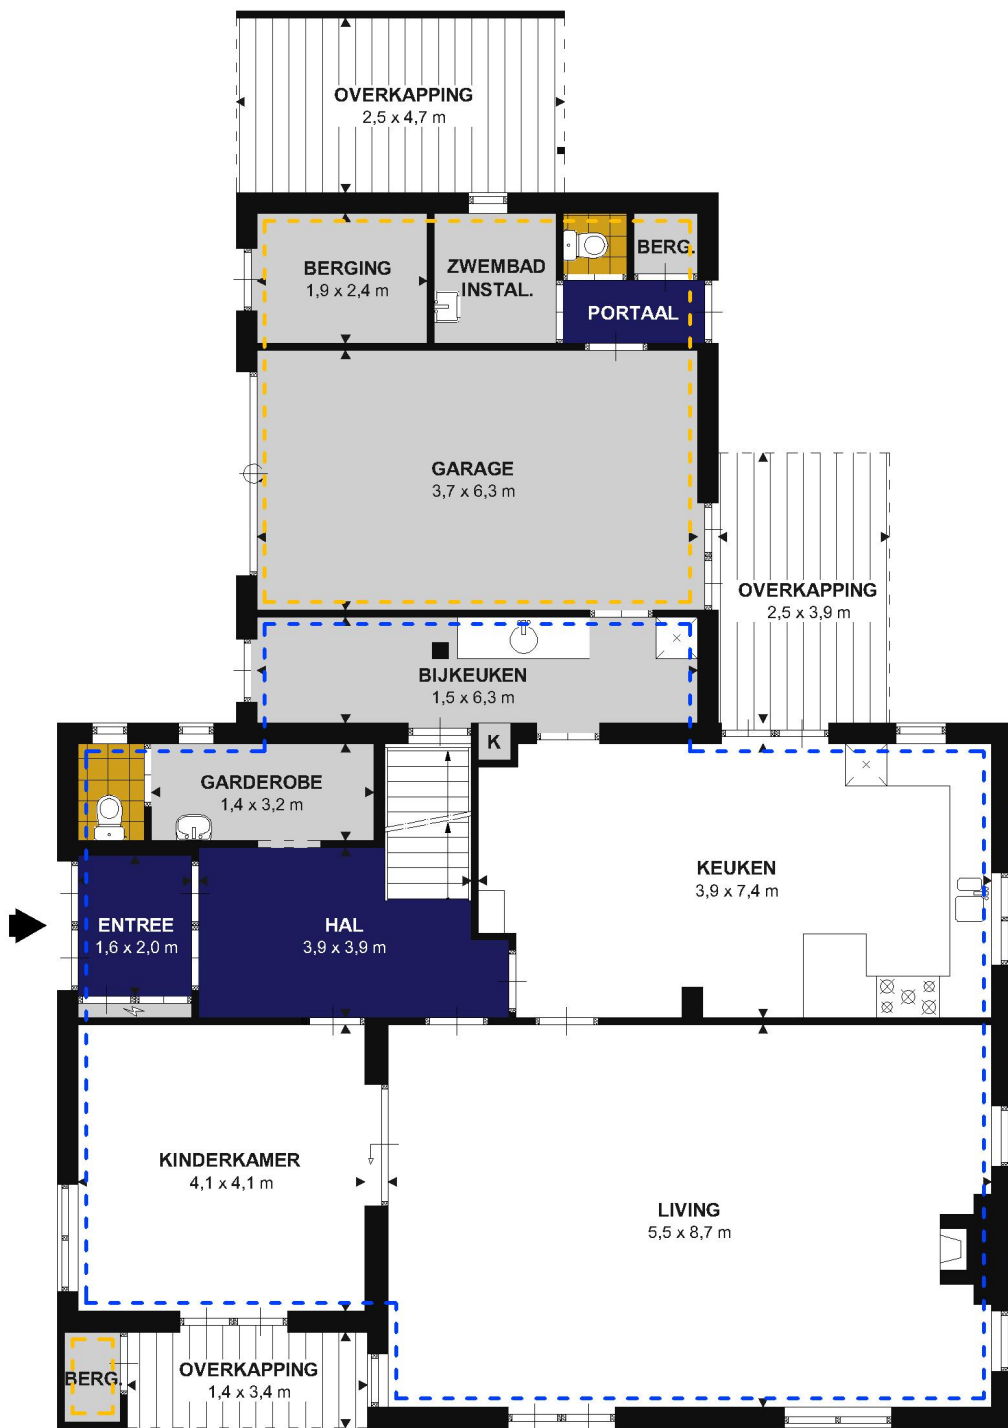 OVERKAPPING
2,5 x 4,7 m
BERGING
1,9 x 2,4 m
ZWEMBAD
INSTAL.
BERG.
PORTAAL
GARAGE
3,7 x 6,3 m
OVERKAPPING
2,5 x 3,9 m
BIJKEUKEN
1,5 x 6,3 m
K
GARDEROBE
1,4 x 3,2 m
KEUKEN
3,9 x 7,4 m
ENTREE
1,6 x 2,0 m
HAL
3,9 x 3,9 m
KINDERKAMER
4,1 x 4,1 m
LIVING
5,5 x 8,7 m
BERG.
OVERKAPPING
1,4 x 3,4 m